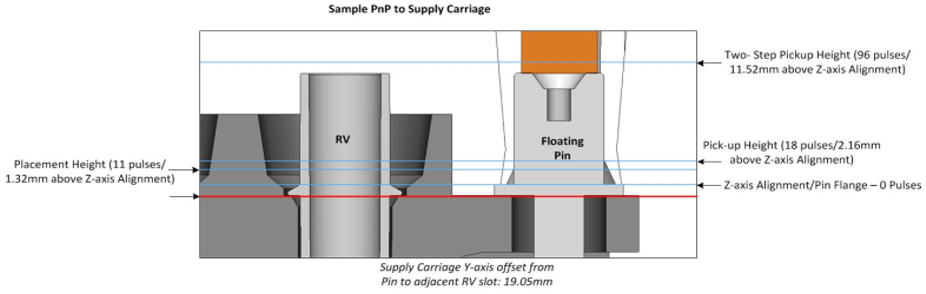 Sample PnP to Supply Carriage
Two- Step Pickup Height (96 pulses/
11.52mm above Z-axis Alignment)
RV
Floating
Pin
Pick-up Height (18 pulses/2.16mm
above Z-axis Alignment)
Placement Height (11 pulses/
1.32mm above Z-axis Alignment)
Z-axis Alignment/Pin Flange – 0 Pulses
Supply Carriage Y-axis offset from
Pin to adjacent RV slot: 19.05mm